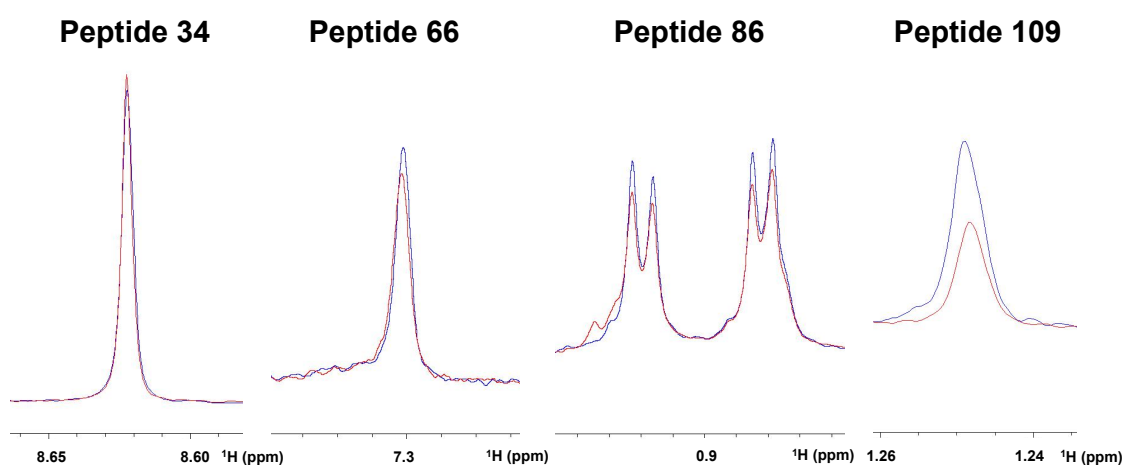 Peptide 34 Peptide 66 Peptide 86 Peptide 109
8.65 8.60 ¹H (ppm) 7.3 ¹H (ppm) 0.9 ¹H (ppm) 1.26 1.24 ¹H (ppm)